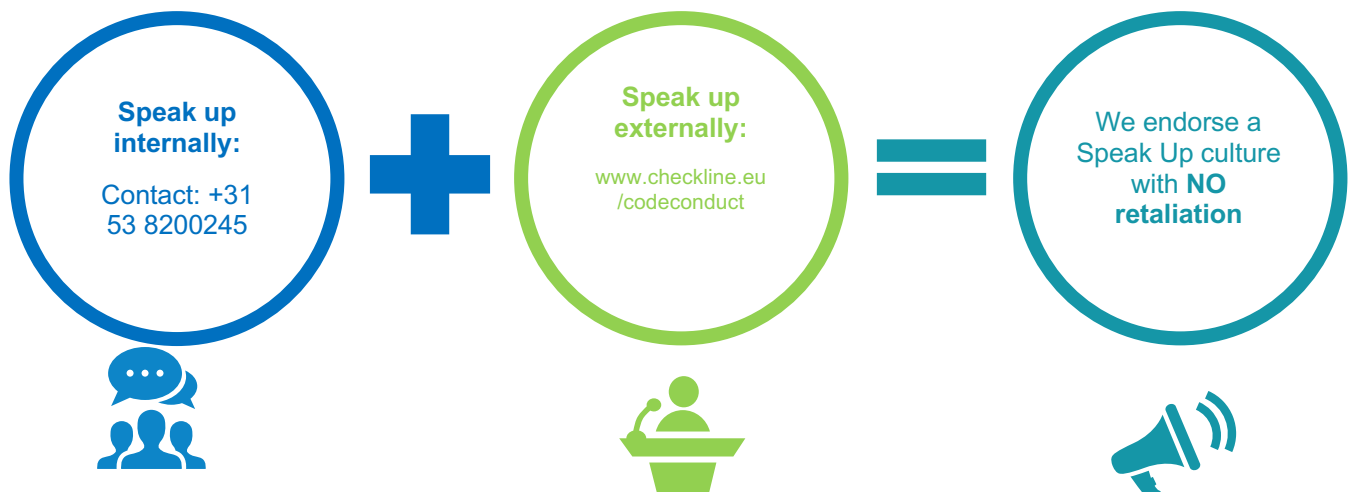 Speak up
internally:
Contact: +31
53 8200245
Speak up
externally:
www.checkline.eu
/codeconduct
We endorse a
Speak Up culture
with NO
retaliation